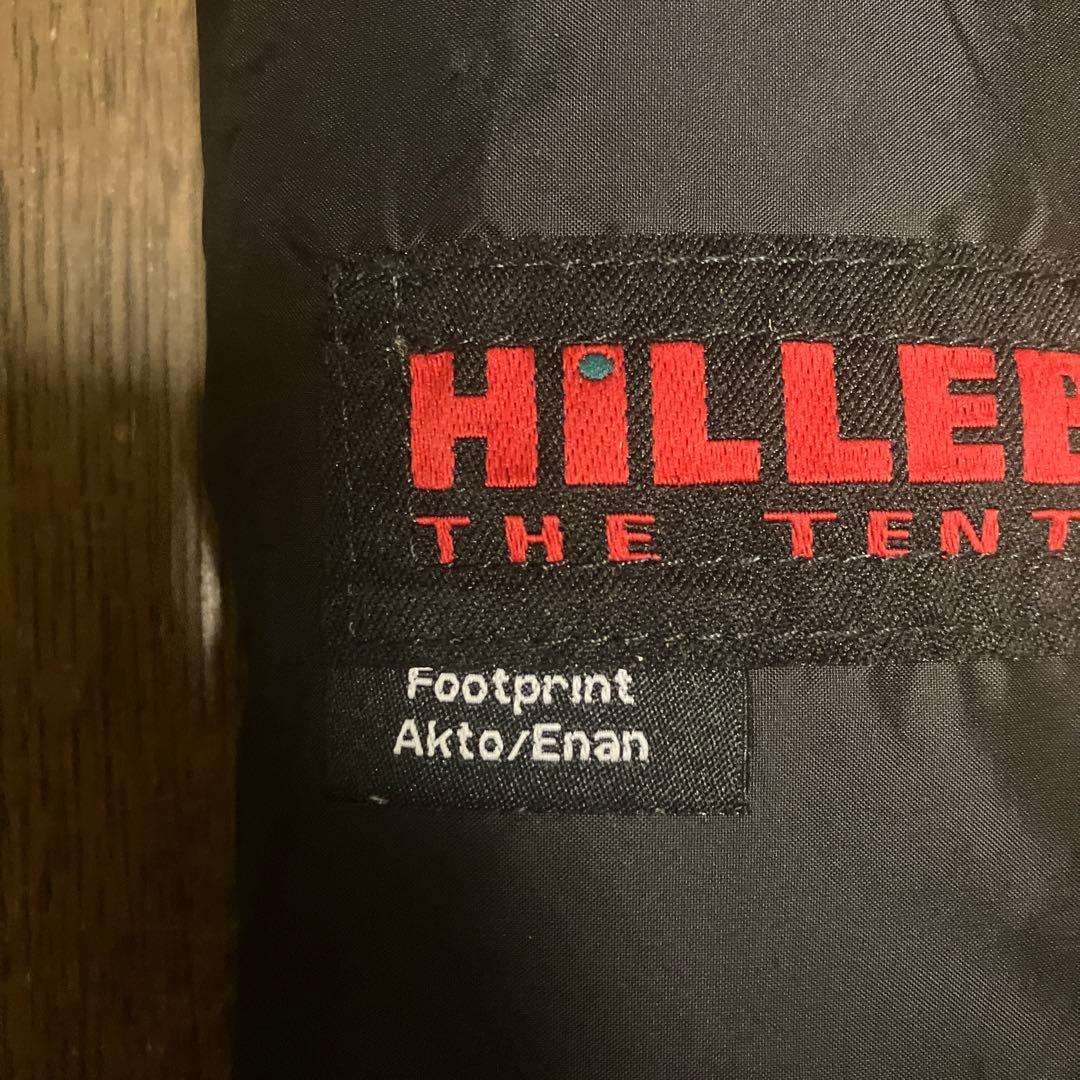 HiLLEB
THE TENT
Footprint
Akto/Enan